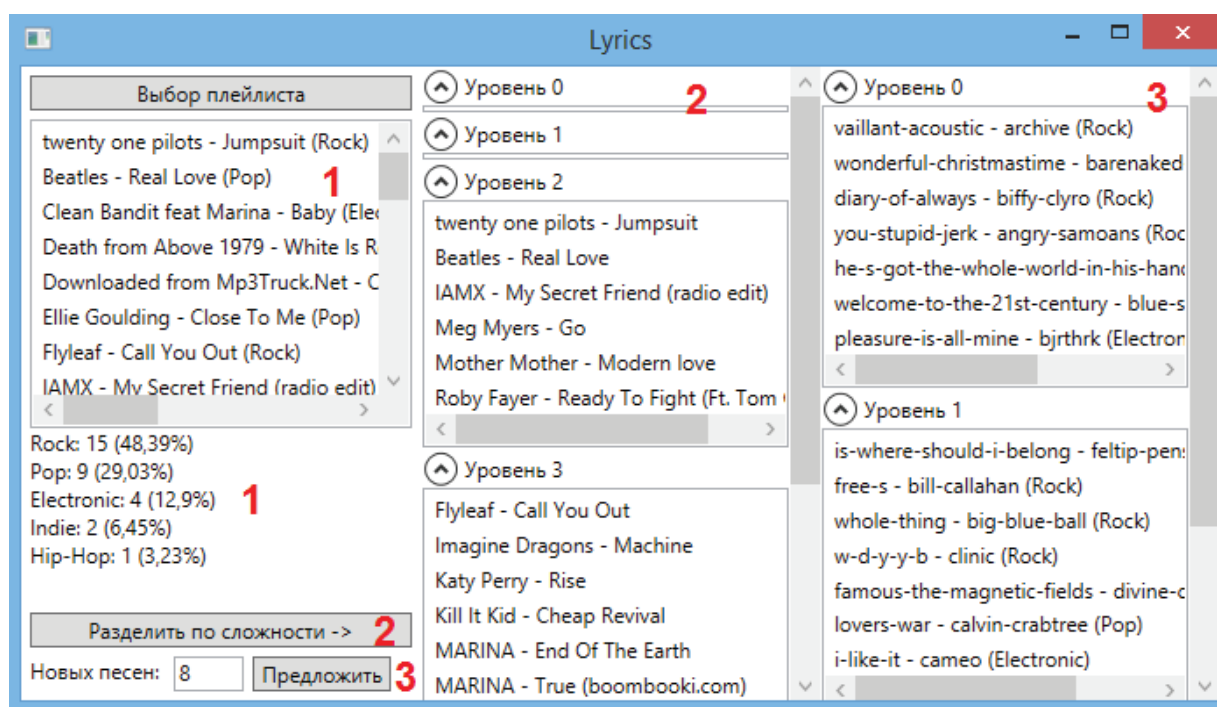 Lyrics
Выбор плейлиста
twenty one pilots - Jumpsuit (Rock)
Beatles - Real Love (Pop)
1
Clean Bandit feat Marina - Baby (Ele
Death from Above 1979 - White Is R
Downloaded from Mp3Truck.Net - C
Ellie Goulding - Close To Me (Pop)
Flyleaf - Call You Out (Rock)
IAMX - My Secret Friend (radio edit)
Rock: 15 (48,39%)
Pop: 9 (29,03%)
Electronic: 4 (12,9%)
1
Indie: 2 (6,45%)
Hip-Hop: 1 (3,23%)
Разделить по сложности -> 2
Новых песен: 8 Предложить 3
Уровень 0
2
Уровень 1
Уровень 2
twenty one pilots - Jumpsuit
Beatles - Real Love
IAMX - My Secret Friend (radio edit)
Meg Myers - Go
Mother Mother - Modern love
Roby Fayer - Ready To Fight (Ft. Tom
Уровень 3
Flyleaf - Call You Out
Imagine Dragons - Machine
Katy Perry - Rise
Kill It Kid - Cheap Revival
MARINA - End Of The Earth
MARINA - True (boombooki.com)
Уровень 0
3
vaillant-acoustic - archive (Rock)
wonderful-christmastime - barenaked
diary-of-always - biffy-clyro (Rock)
you-stupid-jerk - angry-samoans (Roc
he-s-got-the-whole-world-in-his-hand
welcome-to-the-21st-century - blue-s
pleasure-is-all-mine - bjrthrk (Electron
Уровень 1
is-where-should-i-belong - feltip-pen
free-s - bill-callahan (Rock)
whole-thing - big-blue-ball (Rock)
w-d-y-y-b - clinic (Rock)
famous-the-magnetic-fields - divine-c
lovers-war - calvin-crabtree (Pop)
i-like-it - cameo (Electronic)